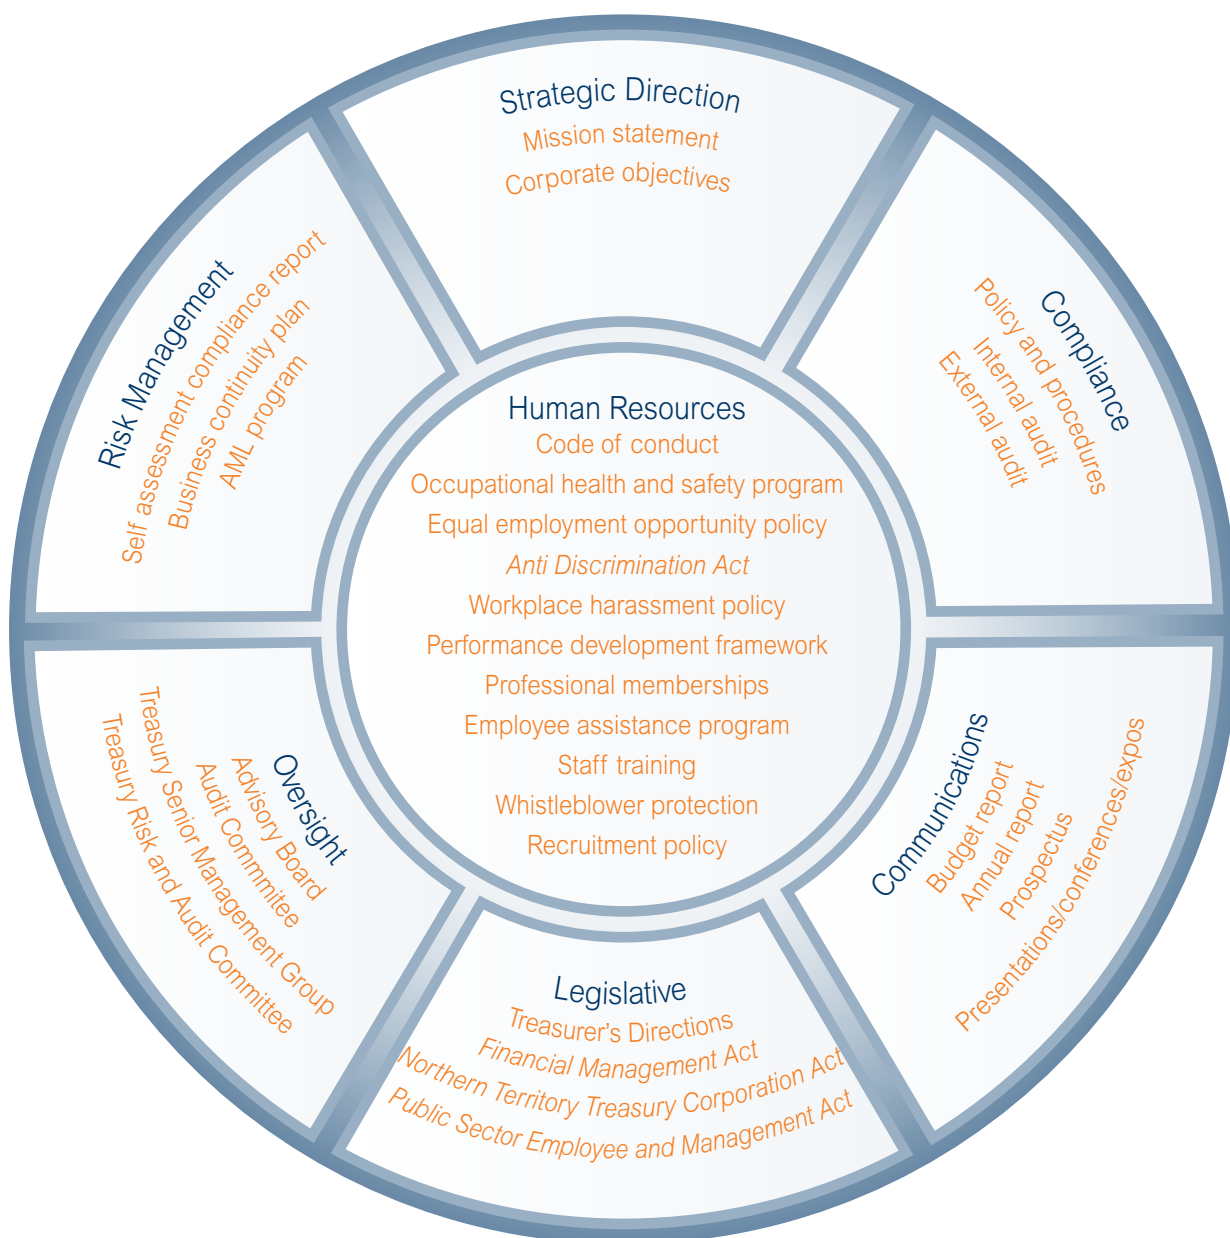 Strategic Direction
Mission statement
Corporate objectives
Compliance
Policy and procedures
Internal audit
External audit
Communications
Budget report
Annual report
Prospectus
Presentations/conferences/expos
Legislative
Treasurer's Directions
Financial Management Act
Northern Territory Treasury Corporation Act
Public Sector Employee and Management Act
Oversight
Advisory Board
Audit Commmitee
Treasury Senior Management Group
Treasury Risk and Audit Committee
Risk Management
Self assessment compliance report
Business continuity plan
AML program
Human Resources
Code of conduct
Occupational health and safety program
Equal employment opportunity policy
Anti Discrimination Act
Workplace harassment policy
Performance development framework
Professional memberships
Employee assistance program
Staff training
Whistleblower protection
Recruitment policy